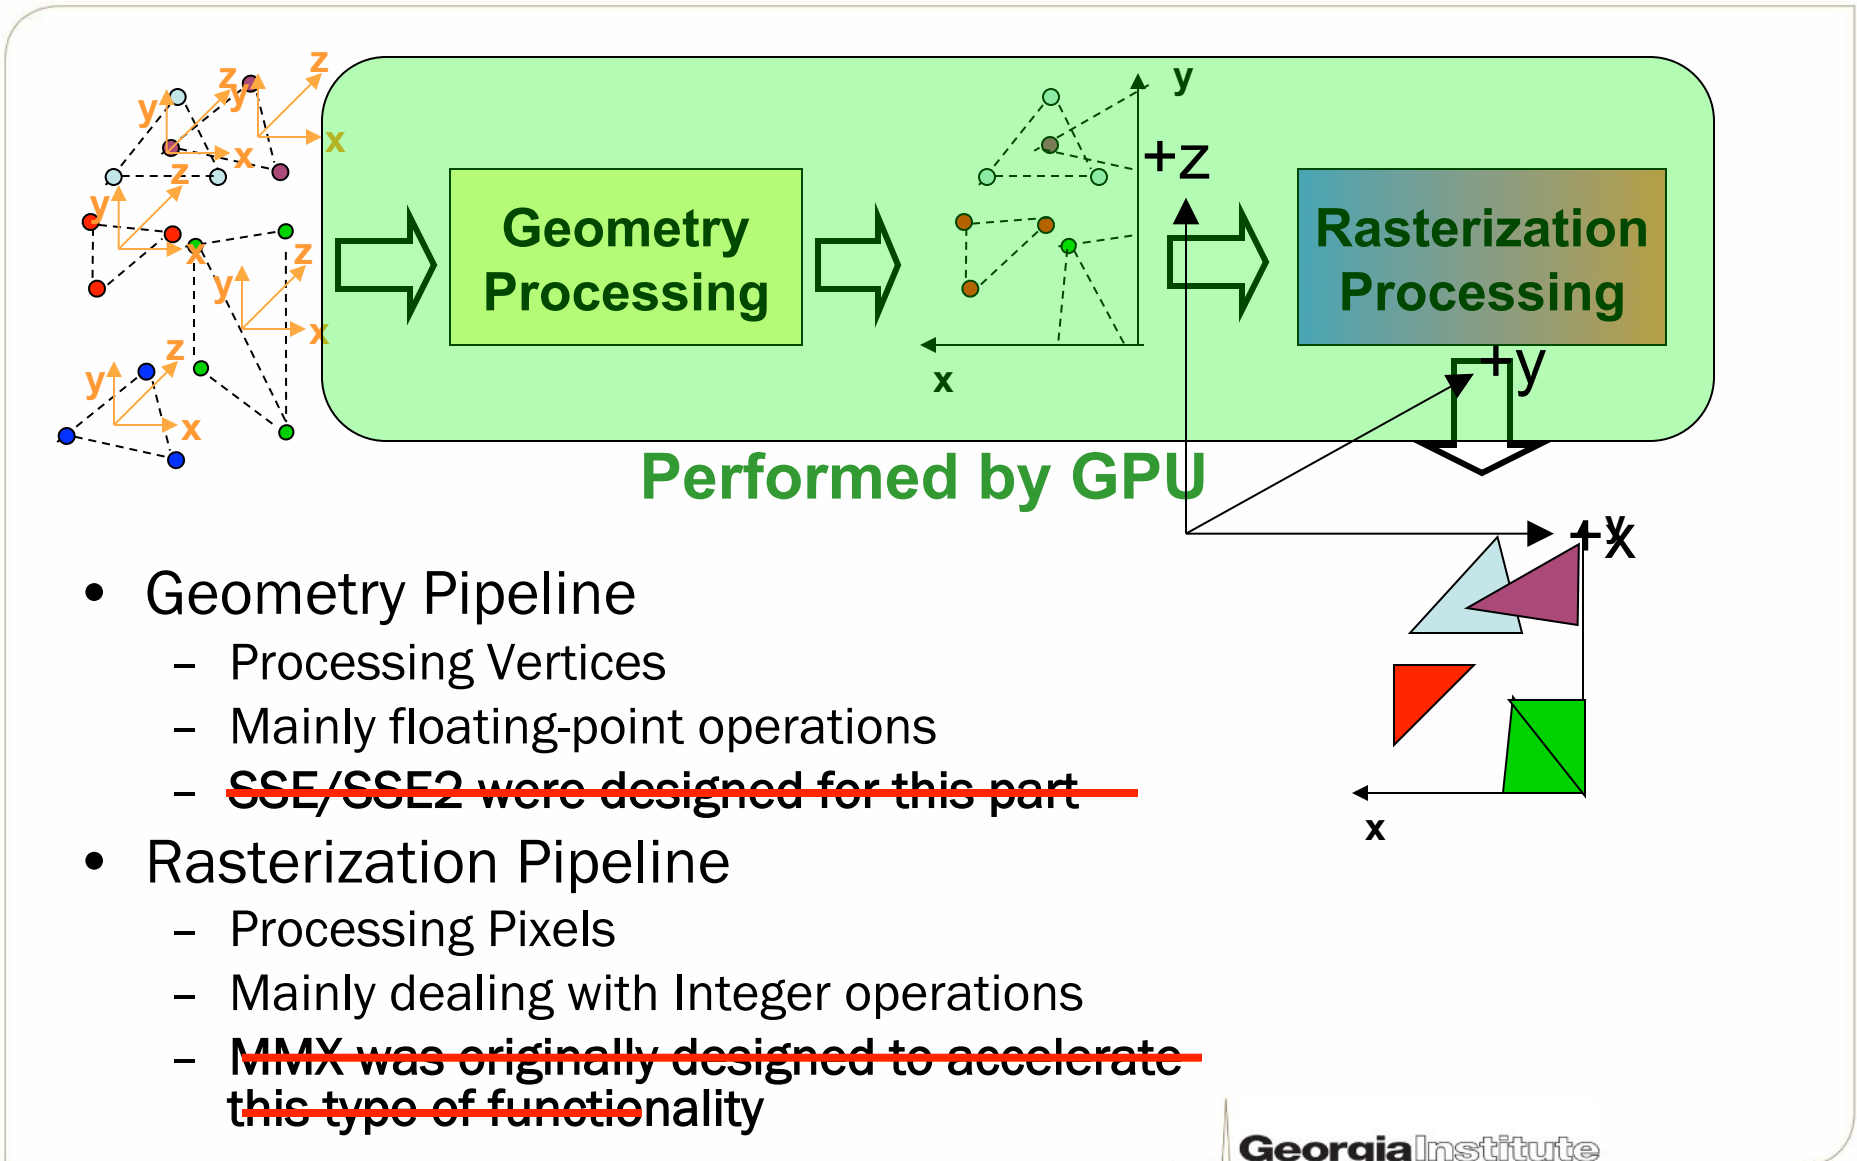 z
z
y
y
x
x
z
y
x
z
y
x
z
y
x
Geometry
Processing
y
+z
x
Rasterization
Processing
+y
Performed by GPU
+x
y
x
• Geometry Pipeline
– Processing Vertices
– Mainly floating-point operations
– SSE/SSE2 were designed for this part
• Rasterization Pipeline
– Processing Pixels
– Mainly dealing with Integer operations
– MMX was originally designed to accelerate
this type of functionality
Georgia Institute